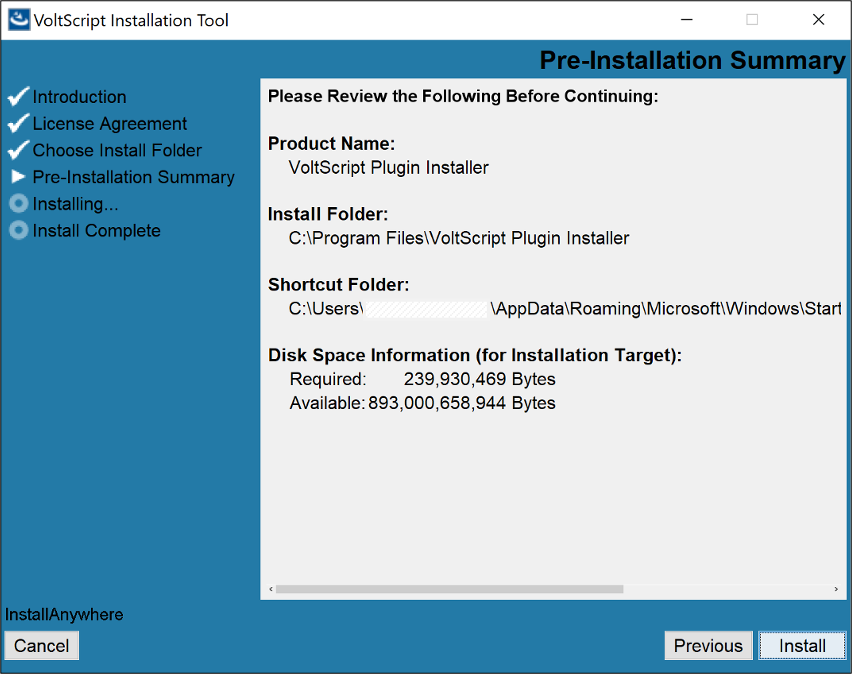 VoltScript Installation Tool
Pre-Installation Summary
Introduction
License Agreement
Choose Install Folder
Pre-Installation Summary
Installing...
Install Complete
Please Review the Following Before Continuing:
Product Name:
VoltScript Plugin Installer
Install Folder:
C:\Program Files\VoltScript Plugin Installer
Shortcut Folder:
C:\Users\ \AppData\Roaming\Microsoft\Windows\Start
Disk Space Information (for Installation Target):
Required: 239,930,469 Bytes
Available: 893,000,658,944 Bytes
InstallAnywhere
Cancel
Previous
Install